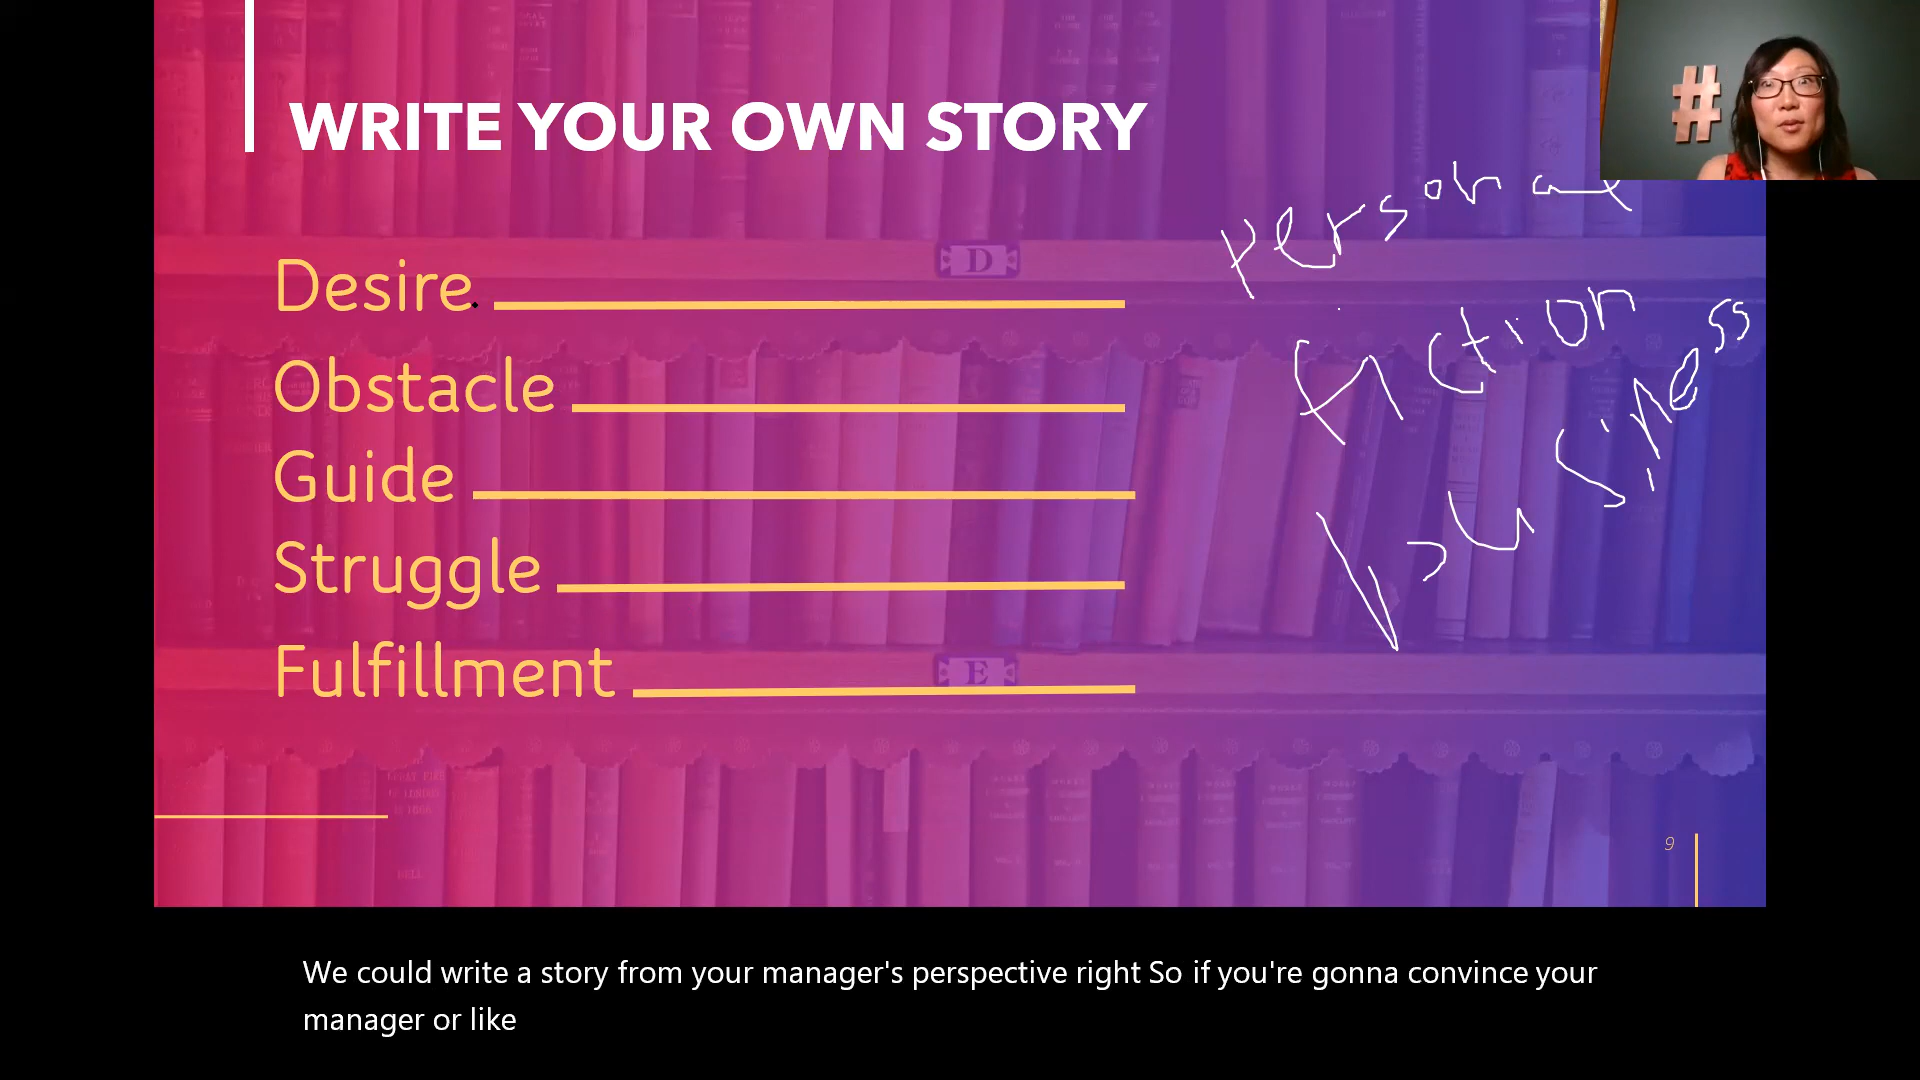 WRITE YOUR OWN STORY
#
personal
D
Desire
fiction
Obstacle
business
Guide
Struggle
Fulfillment
E
9
We could write a story from your manager's perspective right So if you're gonna convince your
manager or like